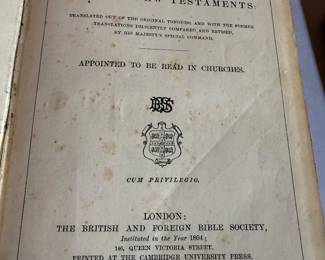 NEW TESTAMENTS:
TRANSLATED OUT OF THE ORIGINAL TONGUES; AND WITH THE FORMER
TRANSLATIONS DILIGENTLY COMPARED AND REVISED,
BY HIS MAJESTY'S SPECIAL COMMAND.
APPOINTED TO BE READ IN CHURCHES.
CUM PRIVILEGIO.
LONDON:
THE BRITISH AND FOREIGN BIBLE SOCIETY,
Instituted in the Year 1804;
146, QUEEN VICTORIA STREET.
PRINTED AT THE CAMBRIDGE UNIVERSITY PRESS.